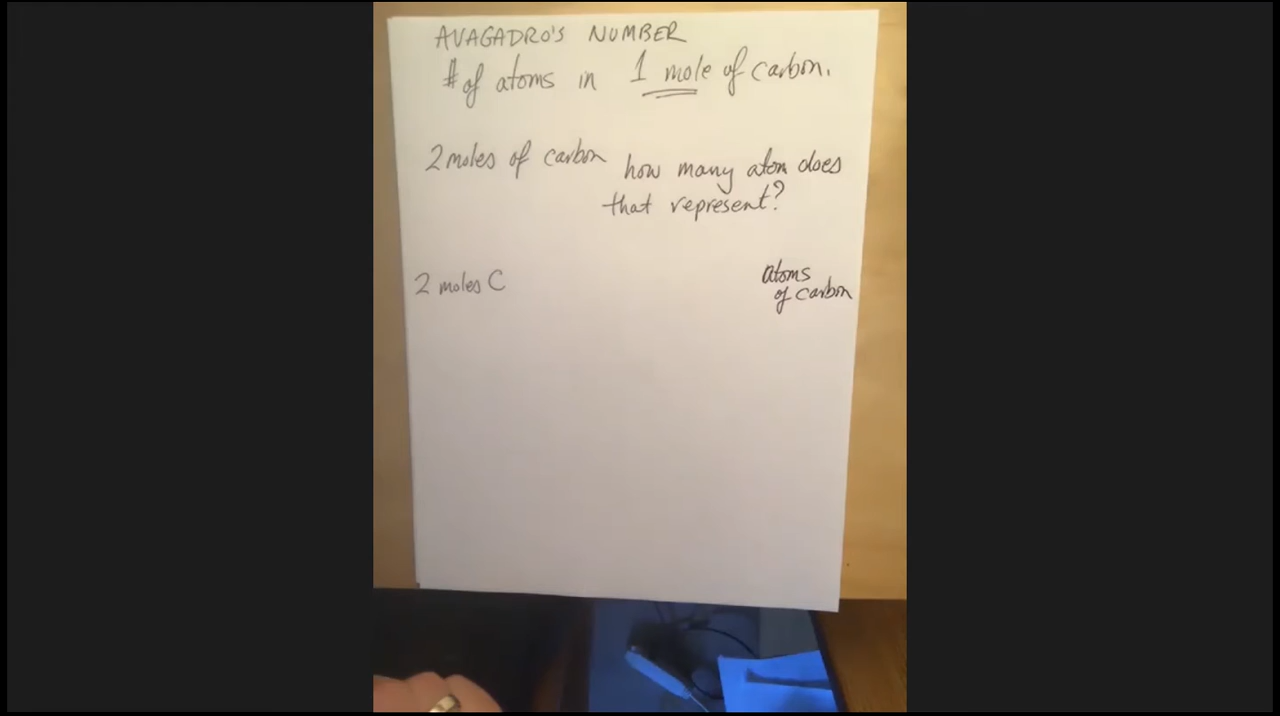 AVAGADRO'S NUMBER
# of atoms in 1 mole of carbon.
2 moles of carbon how many atom does
that represent?
2 moles C
atoms
of carbon